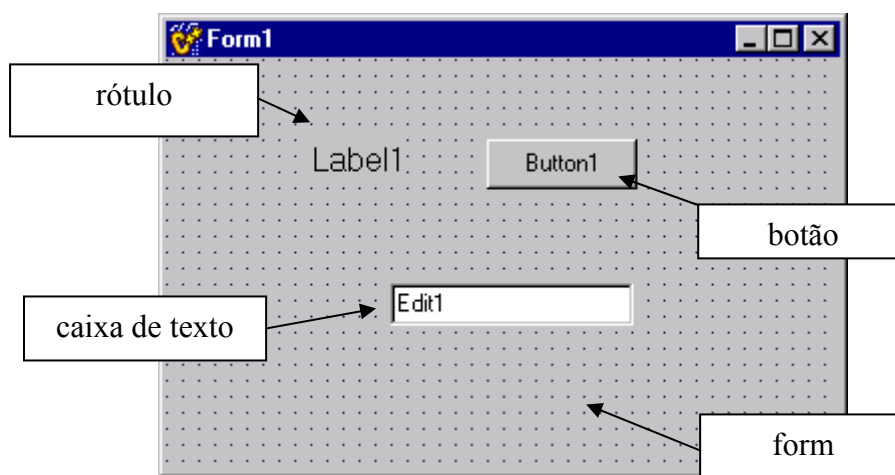 Form1
rótulo
Label1
Button1
botão
Edit1
caixa de texto
form